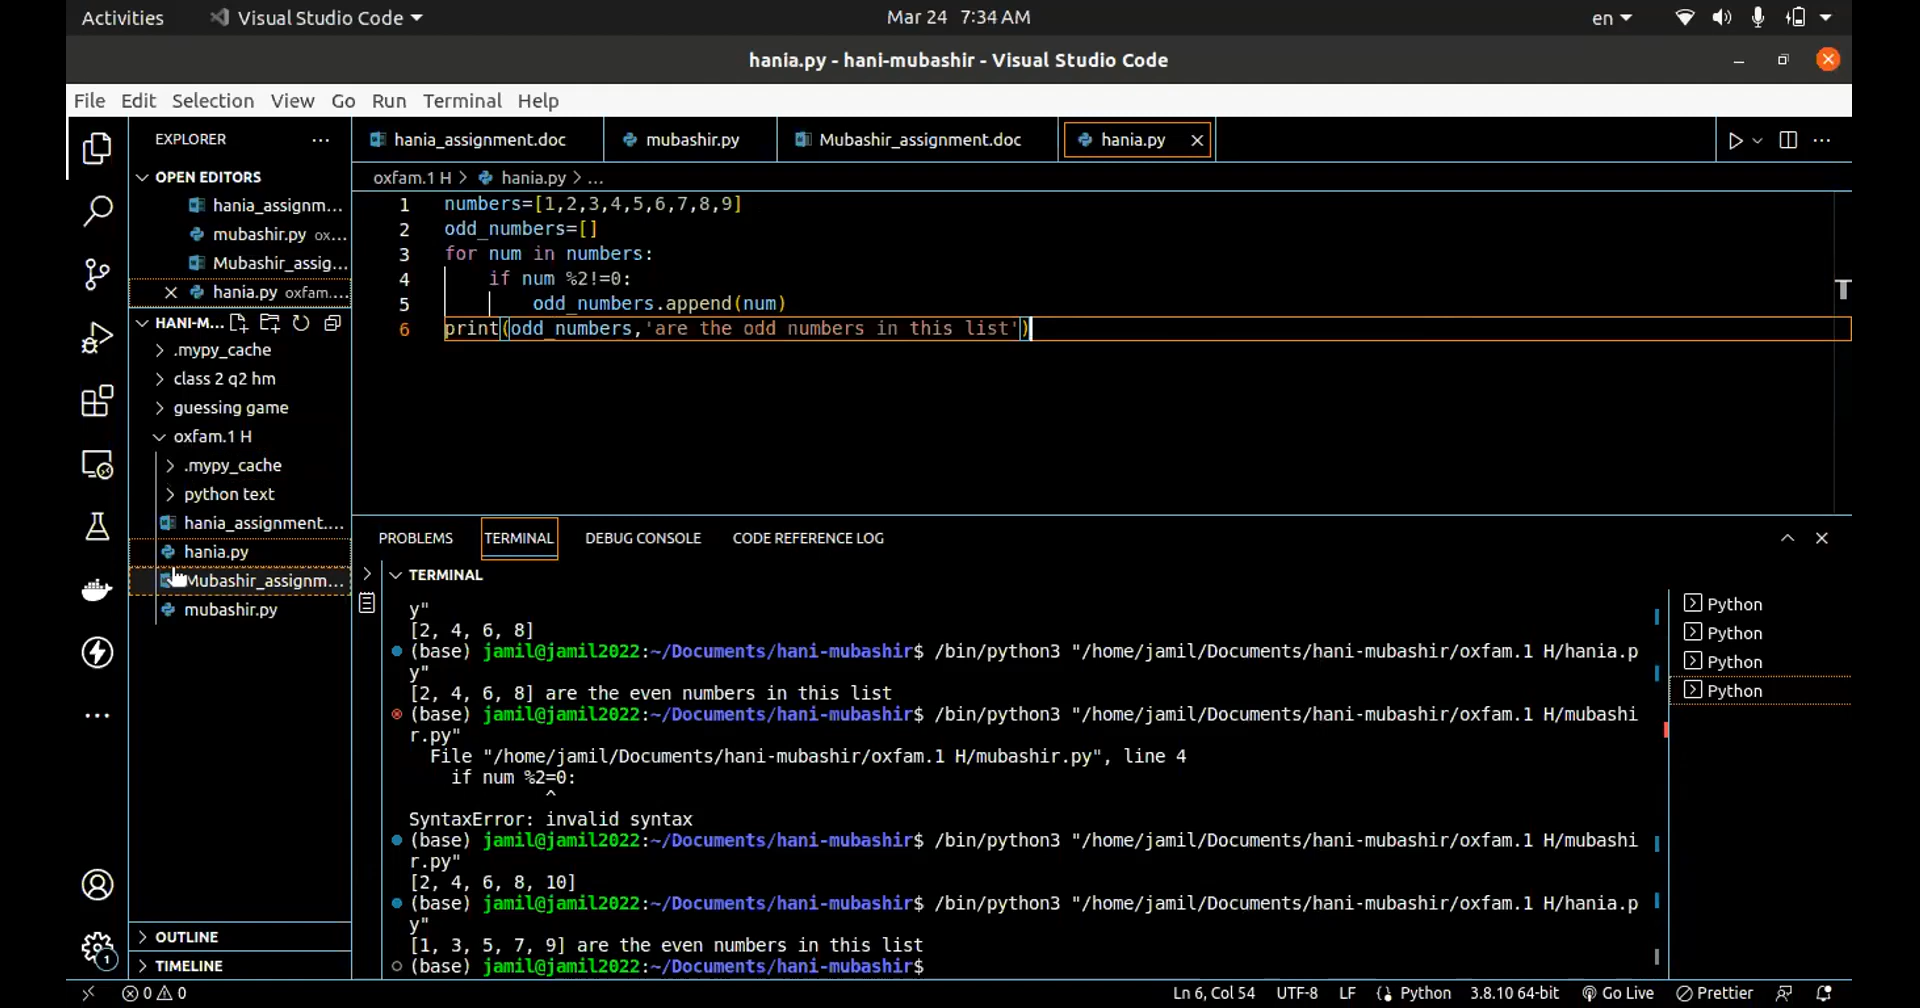 Activities
Visual Studio Code
Mar 24 7:34 AM
en
hania.py - hani-mubashir - Visual Studio Code
File Edit Selection View Go Run Terminal Help
EXPLORER
hania_assignment.doc
mubashir.py
Mubashir_assignment.doc
hania.py
OPEN EDITORS
hania_assignm...
mubashir.py ox...
Mubashir_assig...
hania.py oxfam....
HANI-M...
.mypy_cache
class 2 q2 hm
guessing game
oxfam.1 H
.mypy_cache
python text
hania_assignment....
hania.py
Mubashir_assignm...
mubashir.py
OUTLINE
TIMELINE
oxfam.1 H > hania.py > ...
1 numbers=[1,2,3,4,5,6,7,8,9]
2 odd_numbers=[]
3 for num in numbers:
4 if num %2!=0:
5 odd_numbers.append(num)
6 print(odd_numbers,'are the odd numbers in this list')
PROBLEMS TERMINAL DEBUG CONSOLE CODE REFERENCE LOG
TERMINAL
y"
[2, 4, 6, 8]
(base) jamil@jamil2022:~/Documents/hani-mubashir$ /bin/python3 "/home/jamil/Documents/hani-mubashir/oxfam.1 H/hania.p
y"
[2, 4, 6, 8] are the even numbers in this list
(base) jamil@jamil2022:~/Documents/hani-mubashir$ /bin/python3 "/home/jamil/Documents/hani-mubashir/oxfam.1 H/mubashi
r.py"
File "/home/jamil/Documents/hani-mubashir/oxfam.1 H/mubashir.py", line 4
if num %2=0:
^
SyntaxError: invalid syntax
(base) jamil@jamil2022:~/Documents/hani-mubashir$ /bin/python3 "/home/jamil/Documents/hani-mubashir/oxfam.1 H/mubashi
r.py"
[2, 4, 6, 8, 10]
(base) jamil@jamil2022:~/Documents/hani-mubashir$ /bin/python3 "/home/jamil/Documents/hani-mubashir/oxfam.1 H/hania.p
y"
[1, 3, 5, 7, 9] are the even numbers in this list
(base) jamil@jamil2022:~/Documents/hani-mubashir$
Python
Python
Python
Python
1
0 0
Ln 6, Col 54 UTF-8 LF Python 3.8.10 64-bit Go Live Prettier